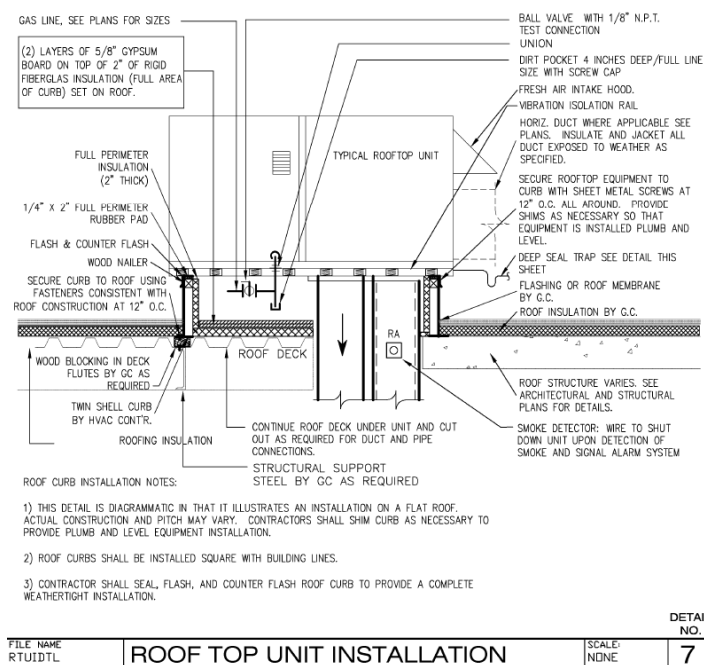 GAS LINE, SEE PLANS FOR SIZES
(2) LAYERS OF 5/8" GYPSUM
BOARD ON TOP OF 2" OF RIGID
FIBERGLAS INSULATION (FULL AREA
OF CURB) SET ON ROOF.
FULL PERIMETER
INSULATION
(2" THICK)
1/4" X 2" FULL PERIMETER
RUBBER PAD
FLASH & COUNTER FLASH
WOOD NAILER
SECURE CURB TO ROOF USING
FASTENERS CONSISTENT WITH
ROOF CONSTRUCTION AT 12" O.C.
WOOD BLOCKING IN DECK
FLUTES BY GC AS
REQUIRED
TWIN SHELL CURB
BY HVAC CONT'R.
ROOFING INSULATION
TYPICAL ROOFTOP UNIT
ROOF DECK
RA
CONTINUE ROOF DECK UNDER UNIT AND CUT
OUT AS REQUIRED FOR DUCT AND PIPE
CONNECTIONS.
STRUCTURAL SUPPORT
STEEL BY GC AS REQUIRED
BALL VALVE WITH 1/8" N.P.T.
TEST CONNECTION
UNION
DIRT POCKET 4 INCHES DEEP/FULL LINE
SIZE WITH SCREW CAP
FRESH AIR INTAKE HOOD.
VIBRATION ISOLATION RAIL
HORIZ. DUCT WHERE APPLICABLE SEE
PLANS. INSULATE AND JACKET ALL
DUCT EXPOSED TO WEATHER AS
SPECIFIED.
SECURE ROOFTOP EQUIPMENT TO
CURB WITH SHEET METAL SCREWS AT
12" O.C. ALL AROUND. PROVIDE
SHIMS AS NECESSARY SO THAT
EQUIPMENT IS INSTALLED PLUMB AND
LEVEL.
DEEP SEAL TRAP SEE DETAIL THIS
SHEET
FLASHING OR ROOF MEMBRANE
BY G.C.
ROOF INSULATION BY G.C.
ROOF STRUCTURE VARIES. SEE
ARCHITECTURAL AND STRUCTURAL
PLANS FOR DETAILS.
SMOKE DETECTOR: WIRE TO SHUT
DOWN UNIT UPON DETECTION OF
SMOKE AND SIGNAL ALARM SYSTEM
ROOF CURB INSTALLATION NOTES:
1) THIS DETAIL IS DIAGRAMMATIC IN THAT IT ILLUSTRATES AN INSTALLATION ON A FLAT ROOF.
ACTUAL CONSTRUCTION AND PITCH MAY VARY. CONTRACTORS SHALL SHIM CURB AS NECESSARY TO
PROVIDE PLUMB AND LEVEL EQUIPMENT INSTALLATION.
2) ROOF CURBS SHALL BE INSTALLED SQUARE WITH BUILDING LINES.
3) CONTRACTOR SHALL SEAL, FLASH, AND COUNTER FLASH ROOF CURB TO PROVIDE A COMPLETE
WEATHERTIGHT INSTALLATION.
DETAI
NO.
FILE NAME
RTUIDTL
ROOF TOP UNIT INSTALLATION
SCALE:
NONE
7